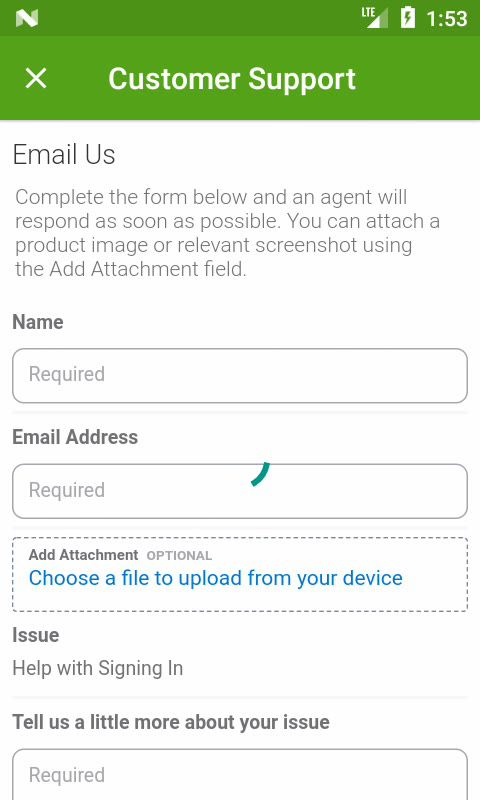 LTE 1:53
Customer Support
Email Us
Complete the form below and an agent will
respond as soon as possible. You can attach a
product image or relevant screenshot using
the Add Attachment field.
Name
Required
Email Address
Required
Add Attachment OPTIONAL
Choose a file to upload from your device
Issue
Help with Signing In
Tell us a little more about your issue
Required